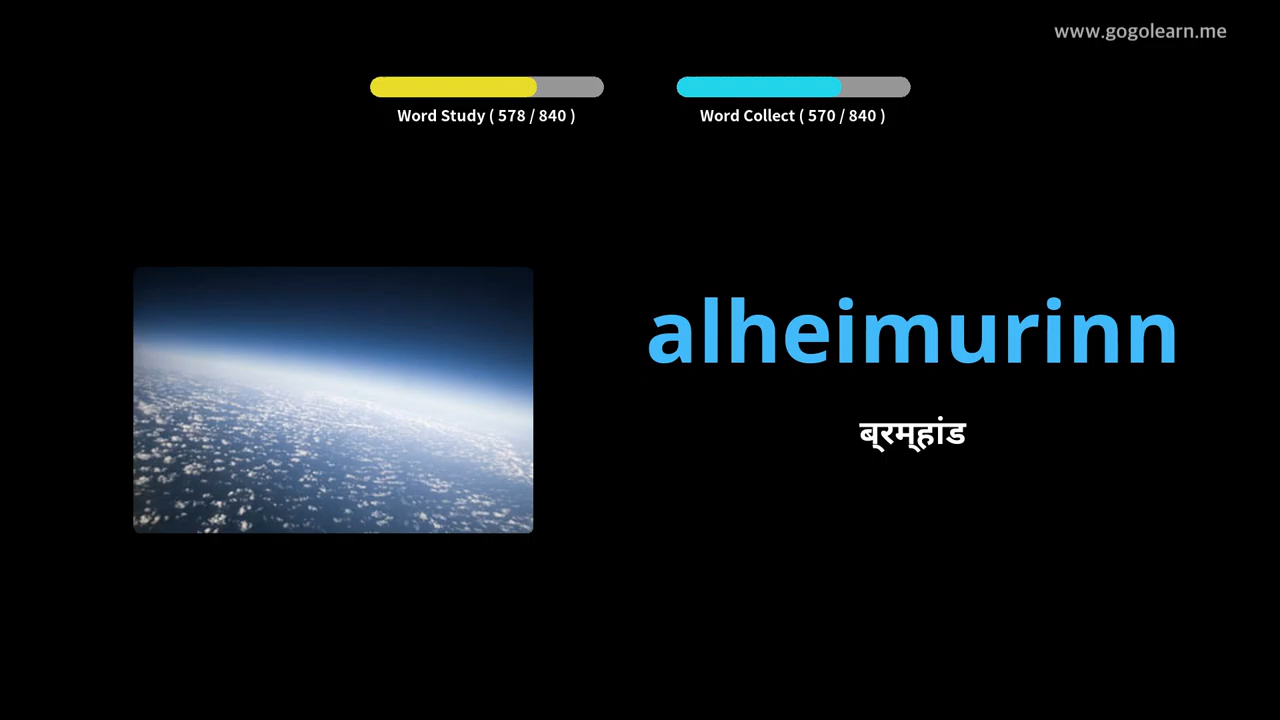 www.gogolearn.me
Word Study ( 578 / 840 )
Word Collect ( 570 / 840 )
alheimurinn
ब्रम्हांड